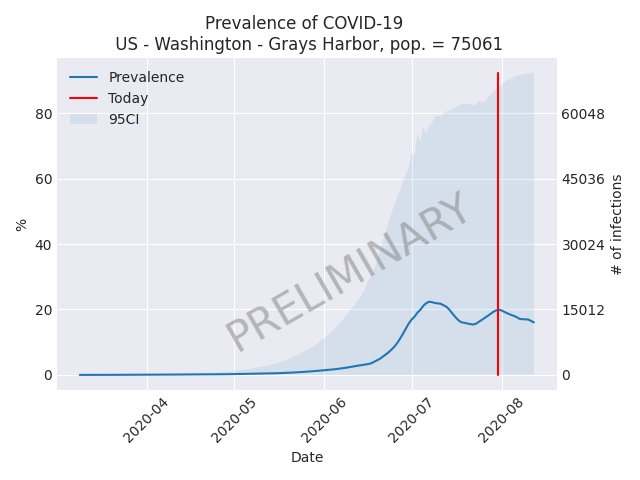 Prevalence of COVID-19
US - Washington - Grays Harbor, pop. = 75061
Prevalence
Today
95CI
80
60
40
20
0
%
60048
45036
30024
15012
0
# of infections
PRELIMINARY
2020-04
2020-05
2020-06
2020-07
2020-08
Date